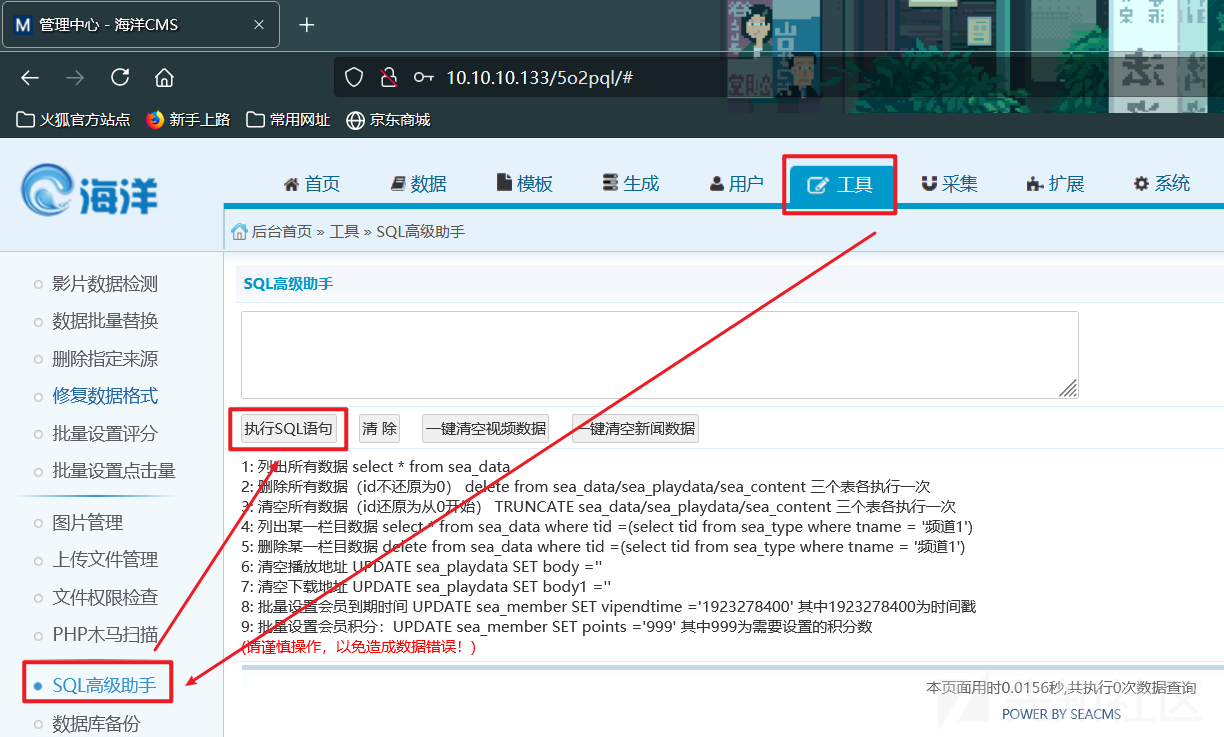 管理中心 - 海洋CMS
10.10.10.133/5o2pql/#
火狐官方站点 新手上路 常用网址 京东商城
海洋
首页 数据 模板 生成 用户 工具 采集 扩展 系统
后台首页 » 工具 » SQL高级助手
影片数据检测
数据批量替换
删除指定来源
修复数据格式
批量设置评分
批量设置点击量
图片管理
上传文件管理
文件权限检查
PHP木马扫描
SQL高级助手
数据库备份
SQL高级助手
执行SQL语句 清 除 一键清空视频数据 一键清空新闻数据
1: 列出所有数据 select * from sea_data
2: 删除所有数据（id不还原为0） delete from sea_data/sea_playdata/sea_content 三个表各执行一次
3: 清空所有数据（id还原为从0开始） TRUNCATE sea_data/sea_playdata/sea_content 三个表各执行一次
4: 列出某一栏目数据 select * from sea_data where tid =(select tid from sea_type where tname = '频道1')
5: 删除某一栏目数据 delete from sea_data where tid =(select tid from sea_type where tname = '频道1')
6: 清空播放地址 UPDATE sea_playdata SET body =''
7: 清空下载地址 UPDATE sea_playdata SET body1 =''
8: 批量设置会员到期时间 UPDATE sea_member SET vipendtime ='1923278400' 其中1923278400为时间戳
9: 批量设置会员积分：UPDATE sea_member SET points ='999' 其中999为需要设置的积分数
(请谨慎操作，以免造成数据错误！)
本页面用时0.0156秒,共执行0次数据查询
POWER BY SEACMS